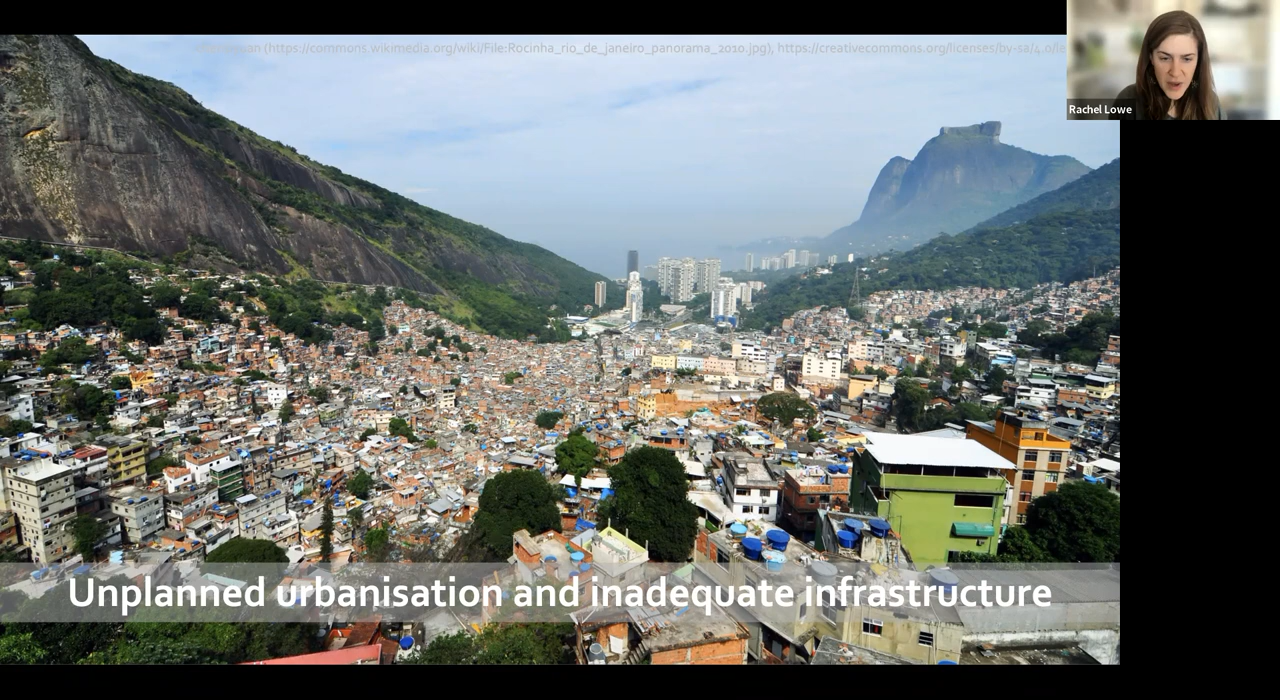 (https://commons.wikimedia.org/wiki/File:Rocinha_rio_de_janeiro_panorama_2010.jpg), https://creativecommons.org/licenses/by-sa/4.0/le
Rachel Lowe
Unplanned urbanisation and inadequate infrastructure